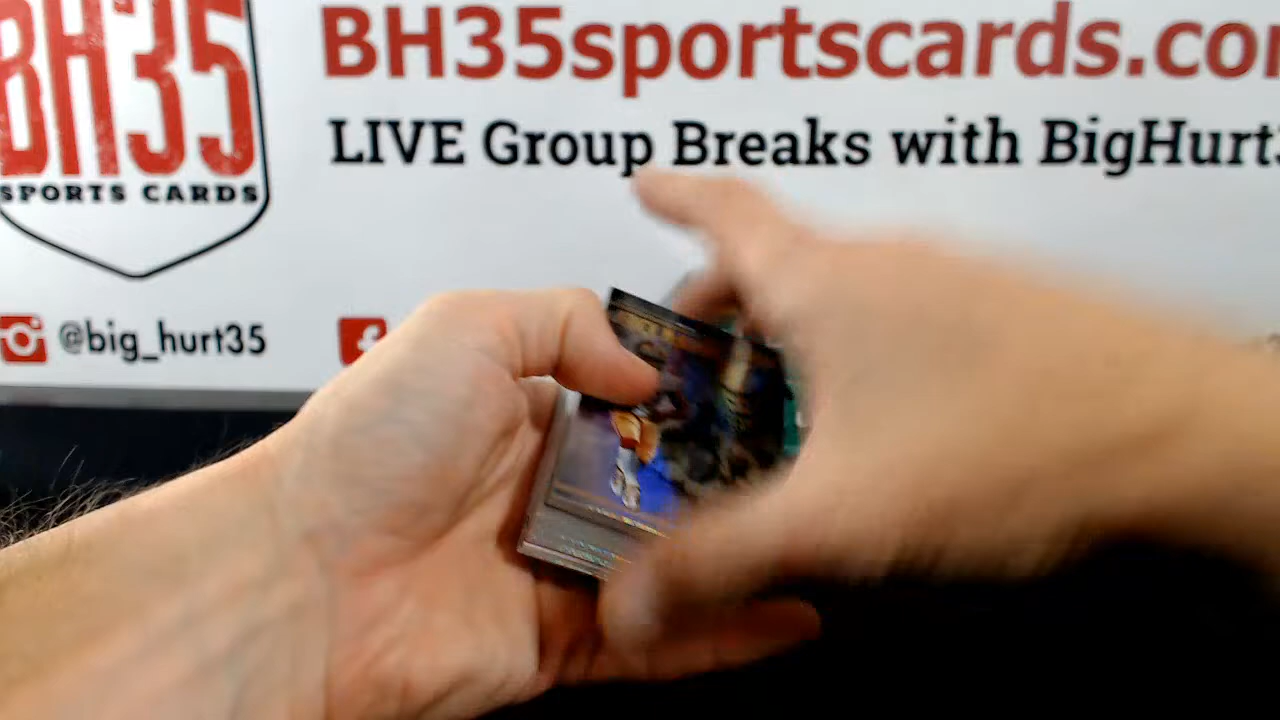 BH35
SPORTS CARDS
BH35sportscards.co
LIVE Group Breaks with BigHurt
@big_hurt35